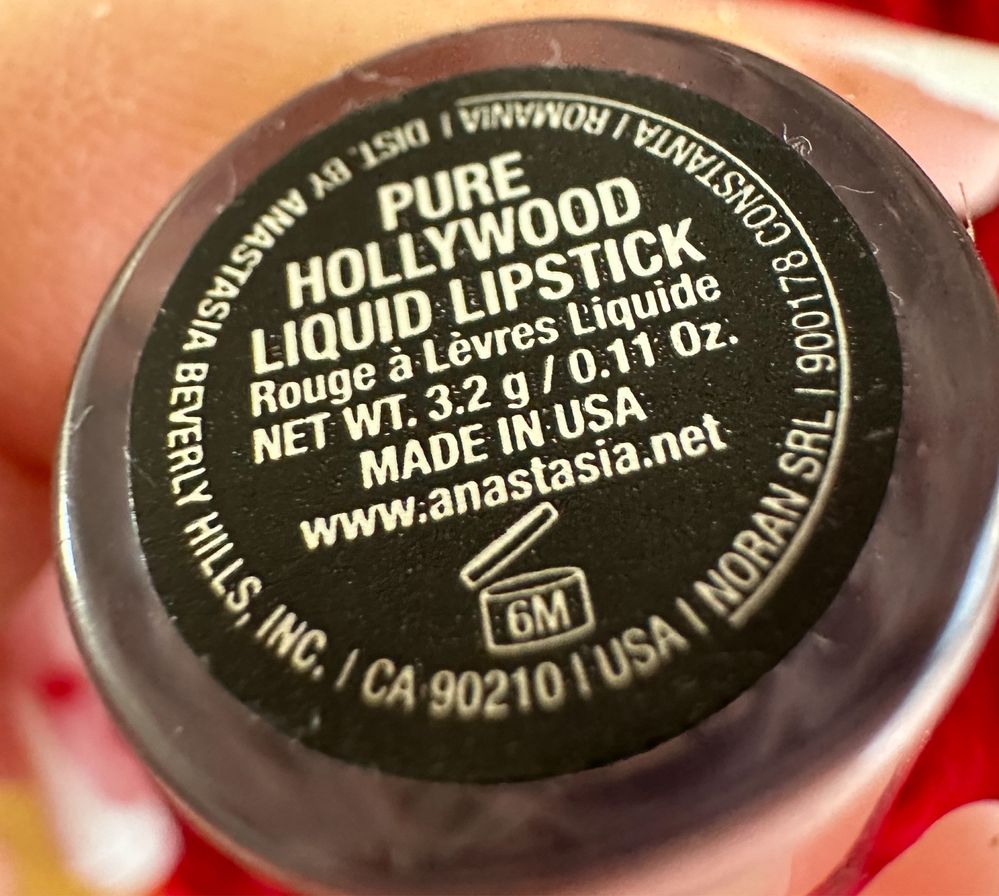 PURE
HOLLYWOOD
LIQUID LIPSTICK
Rouge à Lèvres Liquide
NET WT. 3.2 g / 0.11 Oz.
MADE IN USA
www.anastasia.net
6M
DIST. BY ANASTASIA BEVERLY HILLS, INC. | CA 90210 | USA | NORAN SRL | 900178 CONSTANTA | ROMANIA |